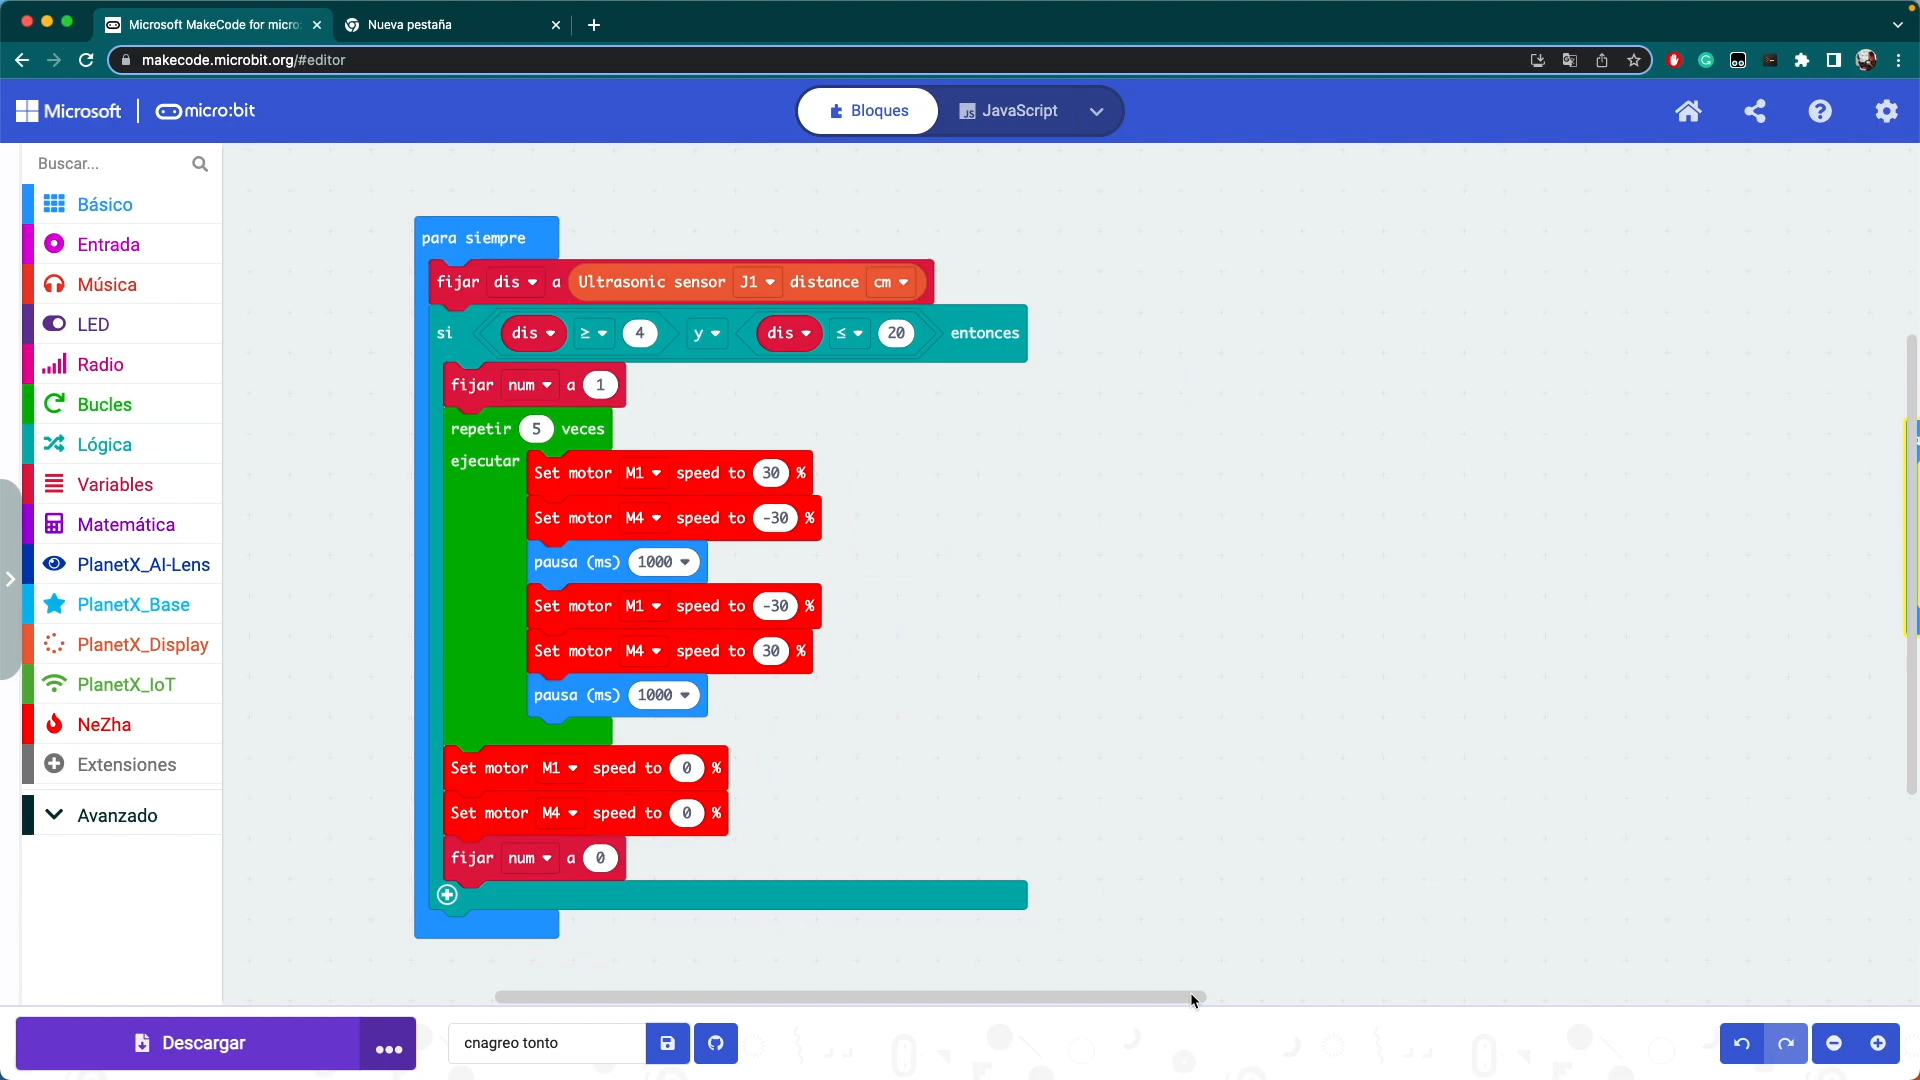 Microsoft MakeCode for micro:
Nueva pestaña
makecode.microbit.org/#editor
Microsoft
micro:bit
Bloques
JS JavaScript
Buscar...
Básico
Entrada
Música
LED
Radio
Bucles
Lógica
Variables
Matemática
PlanetX_AI-Lens
PlanetX_Base
PlanetX_Display
PlanetX_IoT
NeZha
Extensiones
Avanzado
para siempre
fijar dis a Ultrasonic sensor J1 distance cm
si dis ≥ 4 y dis ≤ 20 entonces
fijar num a 1
repetir 5 veces
ejecutar
Set motor M1 speed to 30 %
Set motor M4 speed to -30 %
pausa (ms) 1000
Set motor M1 speed to -30 %
Set motor M4 speed to 30 %
pausa (ms) 1000
Set motor M1 speed to 0 %
Set motor M4 speed to 0 %
fijar num a 0
Descargar
cnagreo tonto